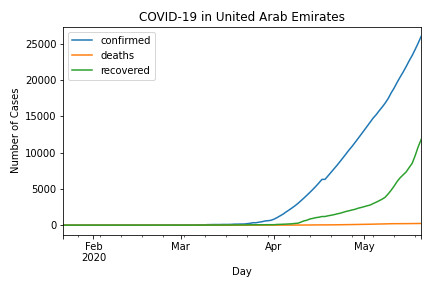 COVID-19 in United Arab Emirates
confirmed
deaths
recovered
Number of Cases
25000
20000
15000
10000
5000
0
Feb Mar Apr May
2020
Day